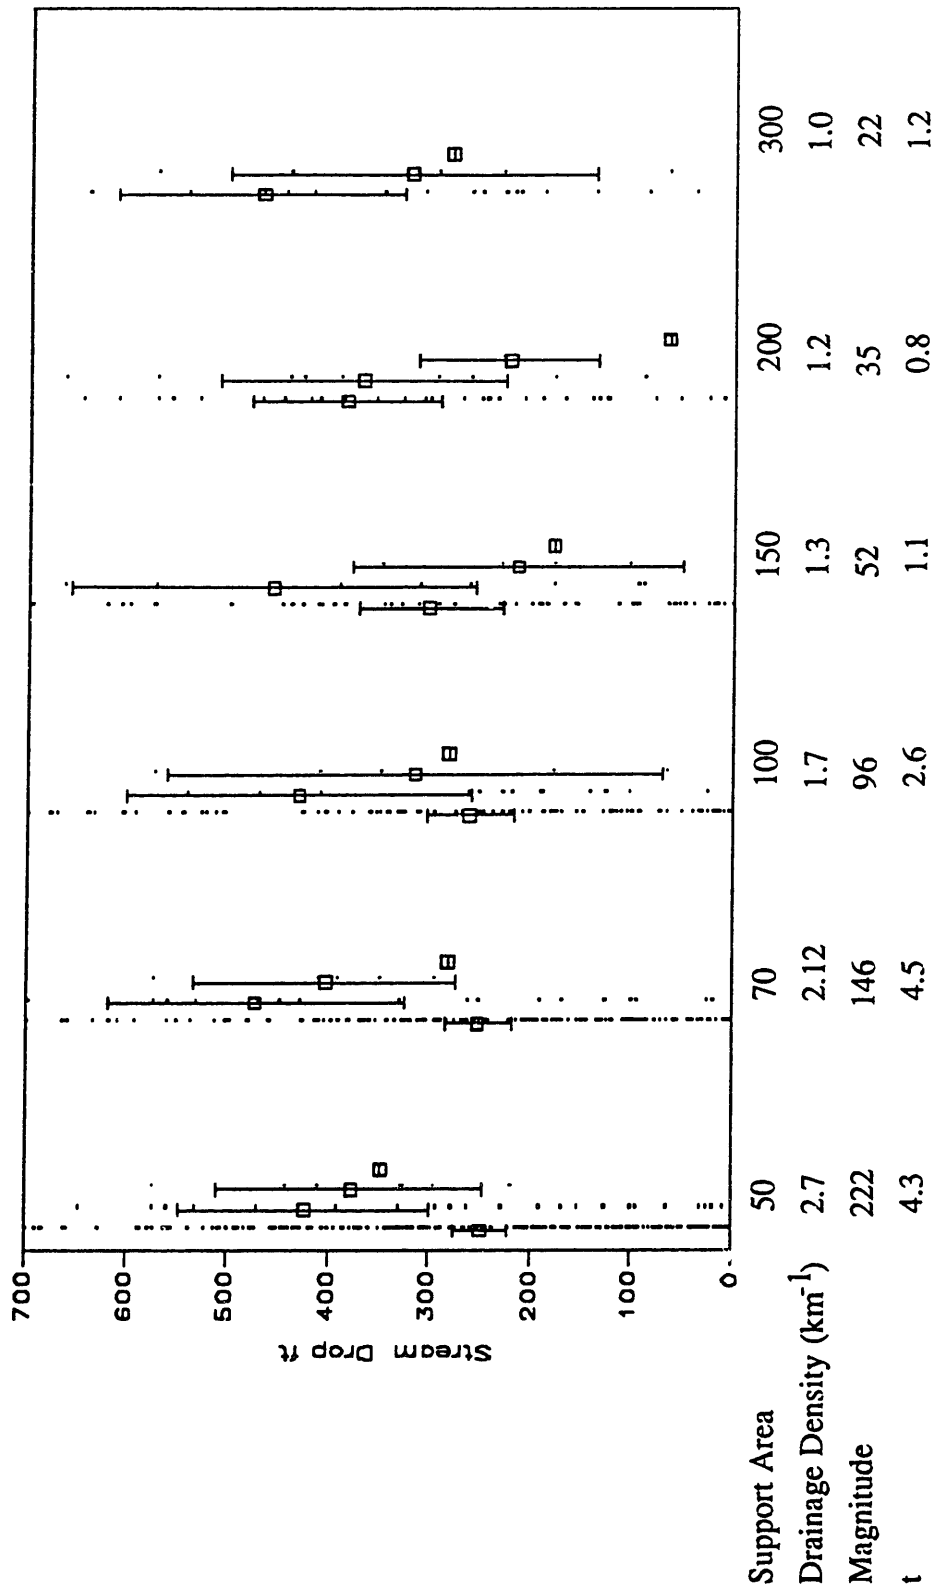 700
600
500
400
300
200
100
0
Stream Drop ft
Support Area 50 70 100 150 200 300
Drainage Density (km⁻¹) 2.7 2.12 1.7 1.3 1.2 1.0
Magnitude 222 146 96 52 35 22
t 4.3 4.5 2.6 1.1 0.8 1.2